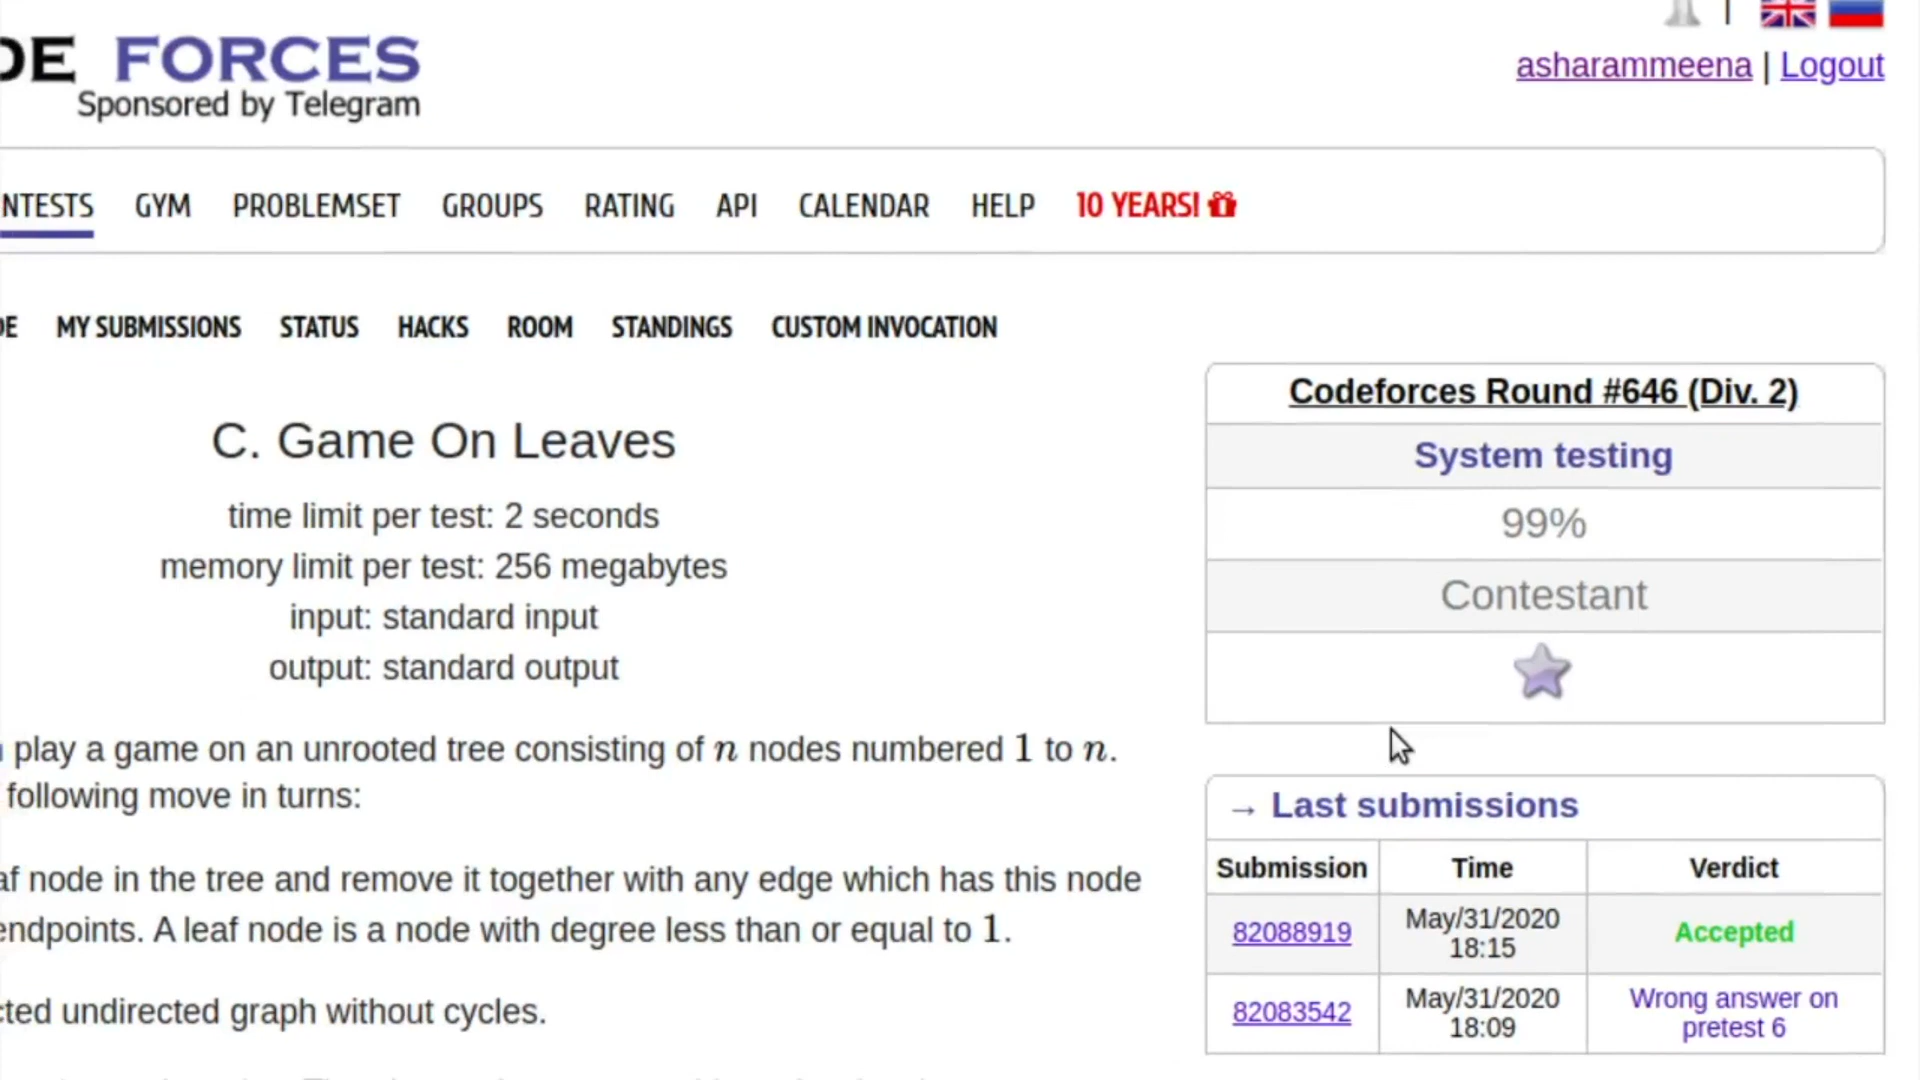 DE FORCES
Sponsored by Telegram
asharammeena | Logout
NTESTS GYM PROBLEMSET GROUPS RATING API CALENDAR HELP 10 YEARS!
DE MY SUBMISSIONS STATUS HACKS ROOM STANDINGS CUSTOM INVOCATION
C. Game On Leaves
time limit per test: 2 seconds
memory limit per test: 256 megabytes
input: standard input
output: standard output
play a game on an unrooted tree consisting of n nodes numbered 1 to n.
following move in turns:
af node in the tree and remove it together with any edge which has this node
endpoints. A leaf node is a node with degree less than or equal to 1.
cted undirected graph without cycles.
Codeforces Round #646 (Div. 2)
System testing
99%
Contestant
→ Last submissions
Submission Time Verdict
82088919 May/31/2020 18:15 Accepted
82083542 May/31/2020 18:09 Wrong answer on pretest 6